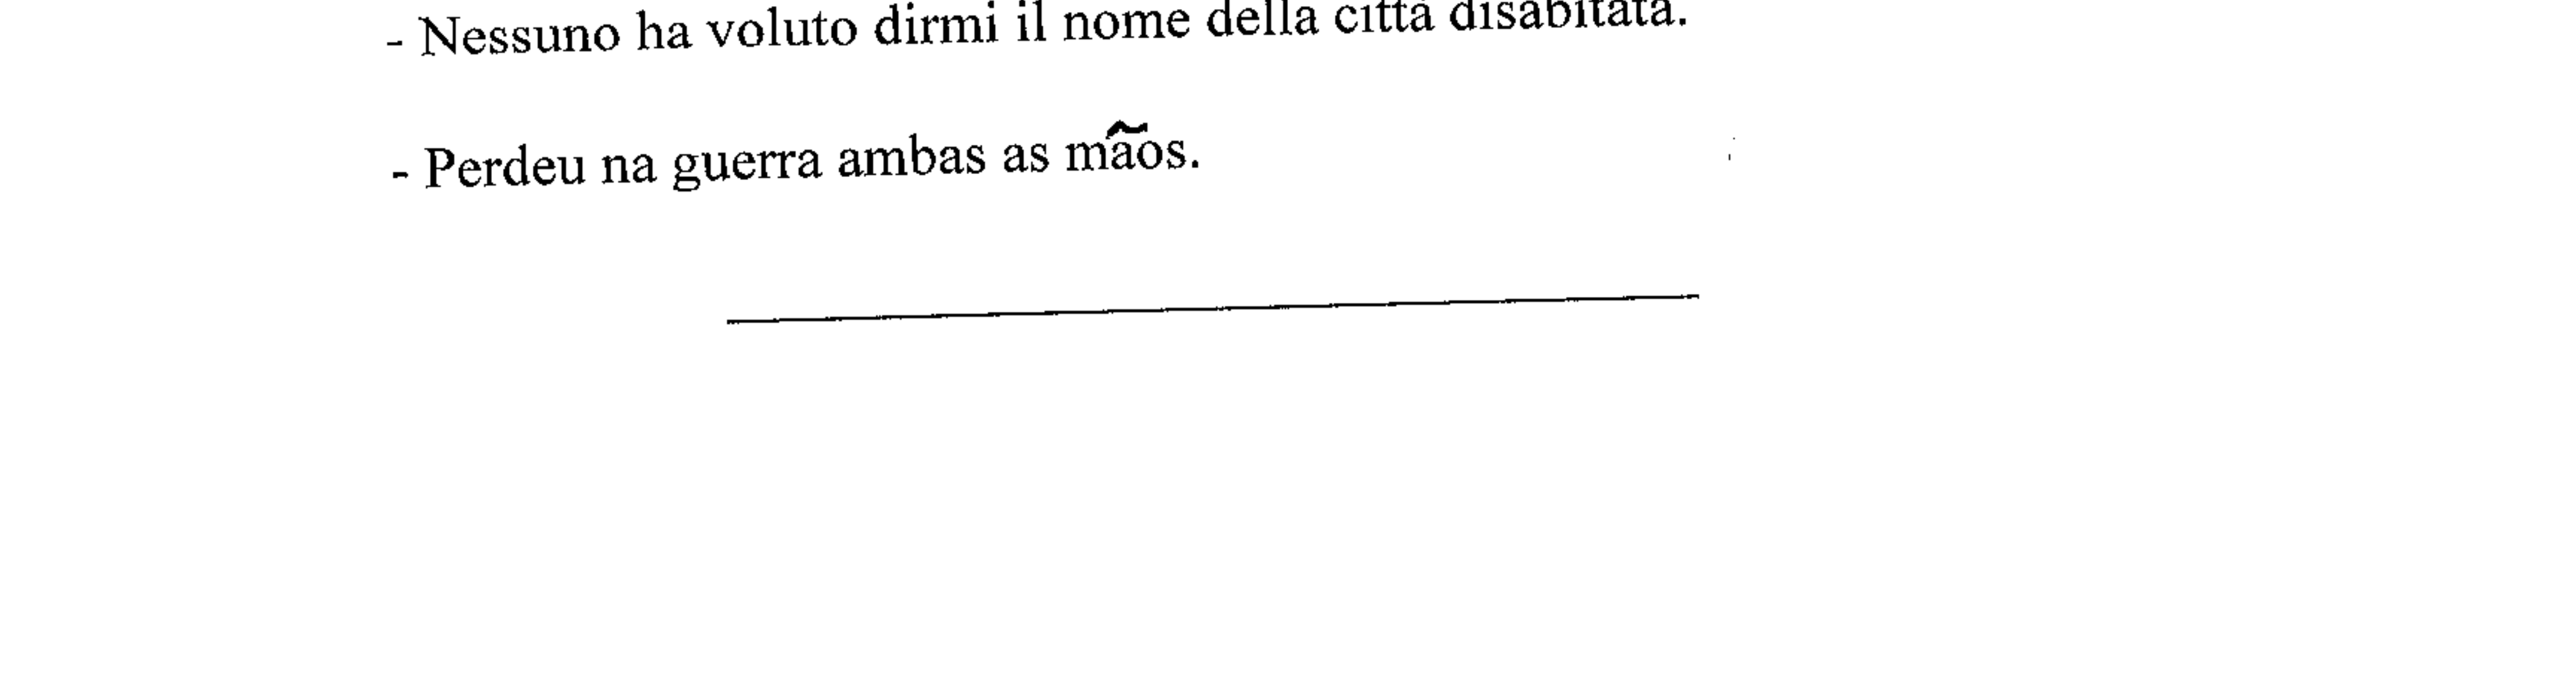 - Nessuno ha voluto dirmi il nome della città disabitata.
- Perdeu na guerra ambas as mãos.